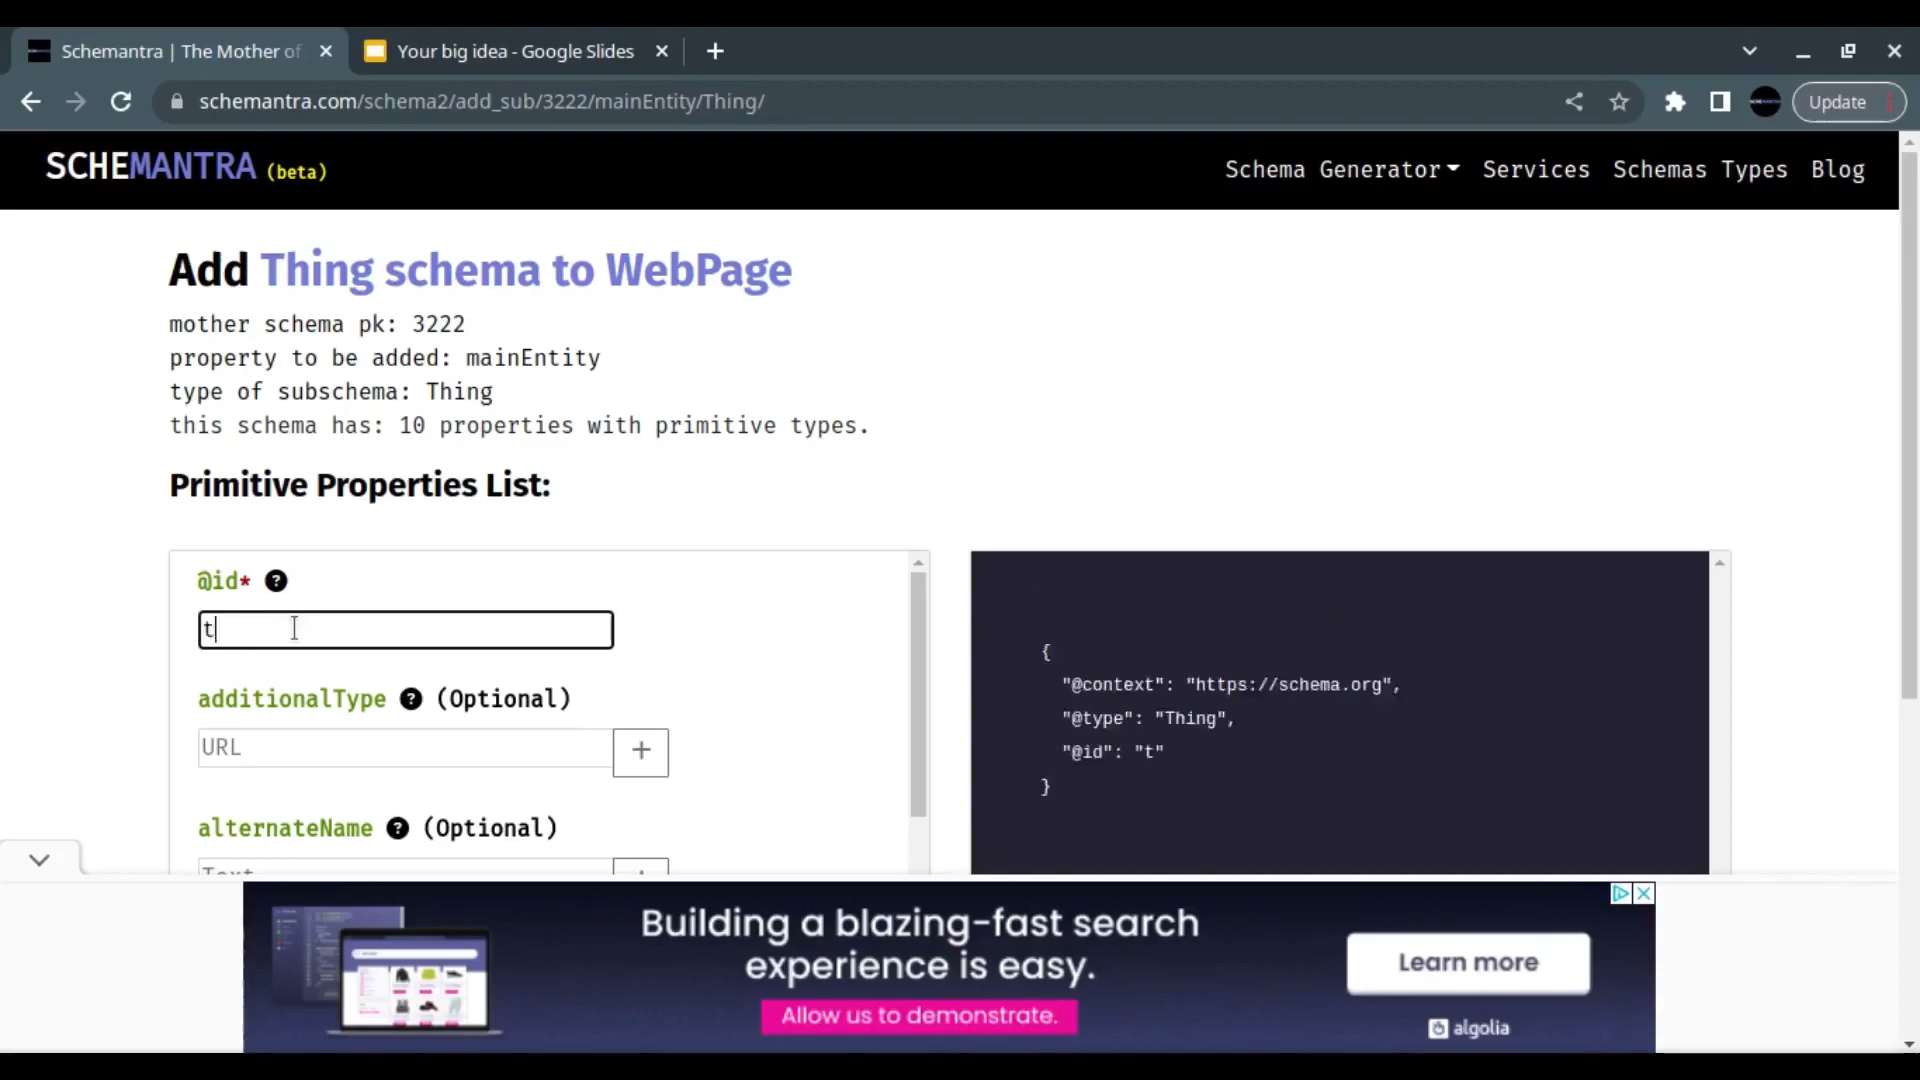 Schemantra | The Mother of
Your big idea - Google Slides
schemantra.com/schema2/add_sub/3222/mainEntity/Thing/
Update
SCHEMANTRA (beta)
Schema Generator
Services
Schemas Types
Blog
Add Thing schema to WebPage
mother schema pk: 3222
property to be added: mainEntity
type of subschema: Thing
this schema has: 10 properties with primitive types.
Primitive Properties List:
@id* ?
t
additionalType ? (Optional)
URL
+
alternateName ? (Optional)
Text
{
"@context": "https://schema.org",
"@type": "Thing",
"@id": "t"
}
Building a blazing-fast search
experience is easy.
Allow us to demonstrate.
Learn more
algolia